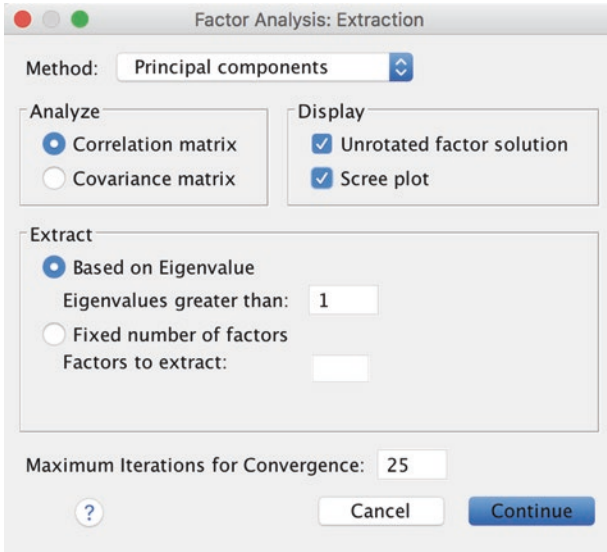 Factor Analysis: Extraction
Method: Principal components
Analyze
Correlation matrix
Covariance matrix
Display
Unrotated factor solution
Scree plot
Extract
Based on Eigenvalue
Eigenvalues greater than: 1
Fixed number of factors
Factors to extract:
Maximum Iterations for Convergence: 25
? Cancel Continue